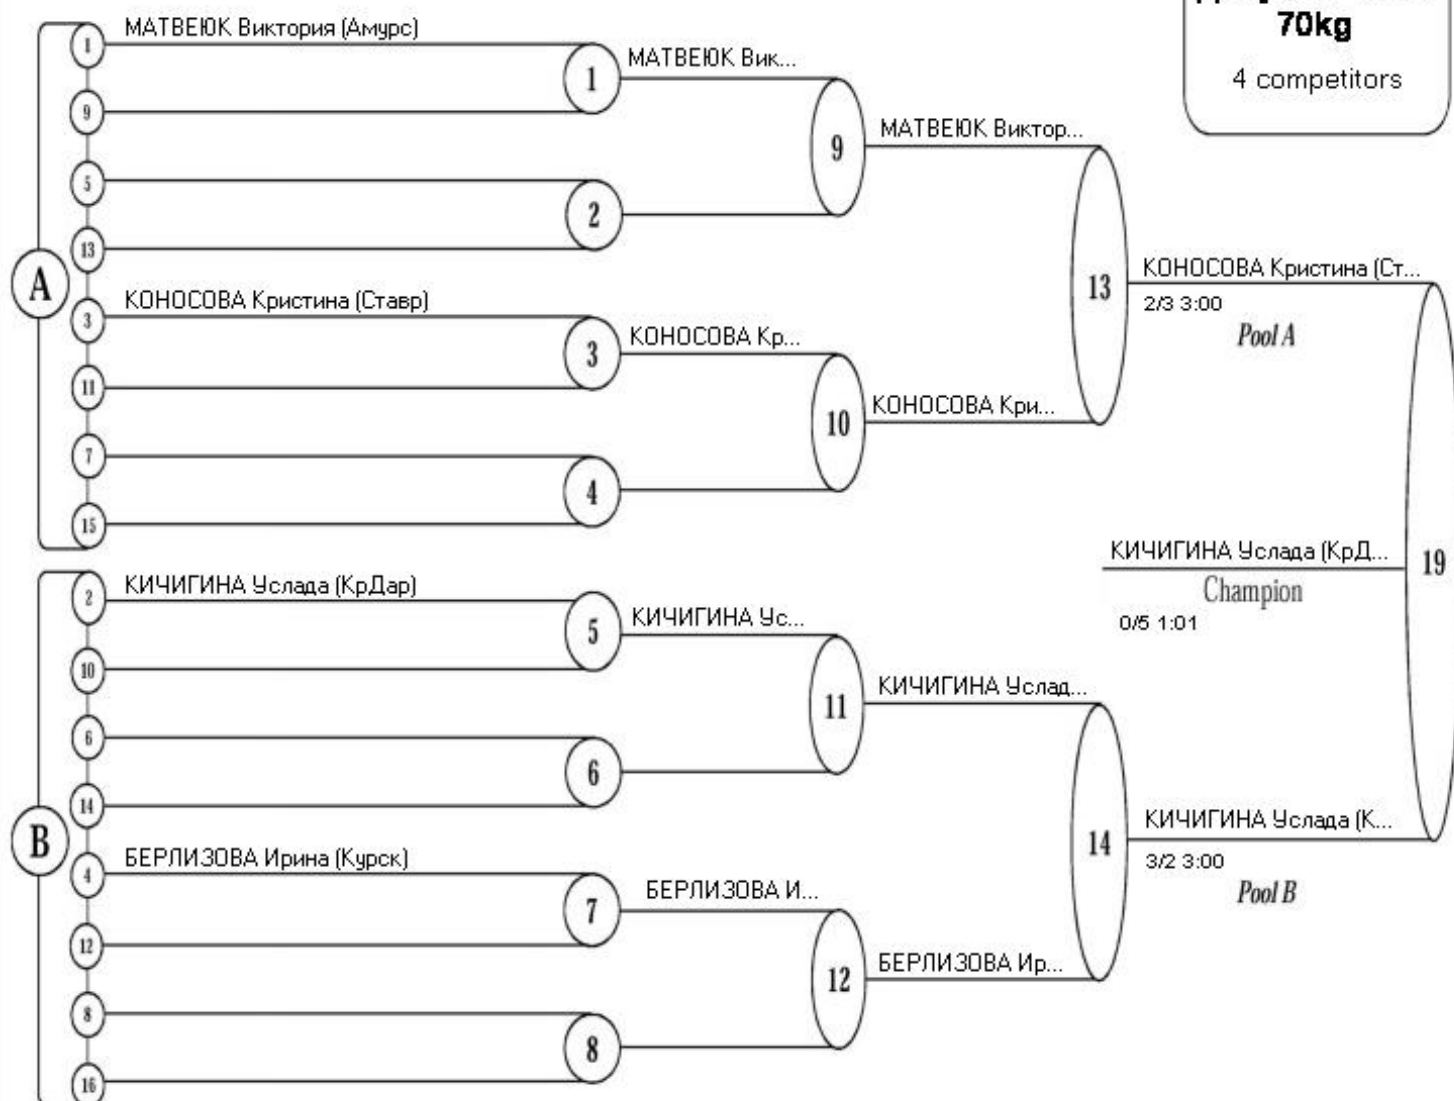 70kg
4 competitors
МАТВЕЮК Виктория (Амурс)
МАТВЕЮК Вик...
МАТВЕЮК Виктор...
КОНОСОВА Кристина (Ставр)
КОНОСОВА Кр...
КОНОСОВА Кри...
КОНОСОВА Кристина (Ст...
2/3 3:00
Pool A
A
1
9
5
13
3
11
7
15
1
2
3
4
9
10
13
КИЧИГИНА Услада (КрД...
Champion
0/5 1:01
19
КИЧИГИНА Услада (КрДар)
КИЧИГИНА Ус...
КИЧИГИНА Услад...
КИЧИГИНА Услада (К...
3/2 3:00
Pool B
БЕРЛИЗОВА Ирина (Курск)
БЕРЛИЗОВА И...
БЕРЛИЗОВА Ир...
B
2
10
6
14
4
12
8
16
5
6
7
8
11
12
14